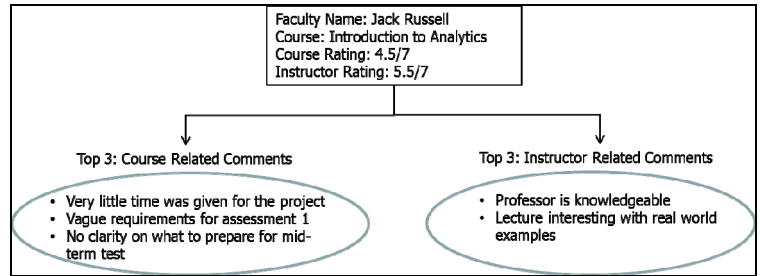 Faculty Name: Jack Russell
Course: Introduction to Analytics
Course Rating: 4.5/7
Instructor Rating: 5.5/7
Top 3: Course Related Comments
• Very little time was given for the project
• Vague requirements for assessment 1
• No clarity on what to prepare for mid-
term test
Top 3: Instructor Related Comments
• Professor is knowledgeable
• Lecture interesting with real world
examples